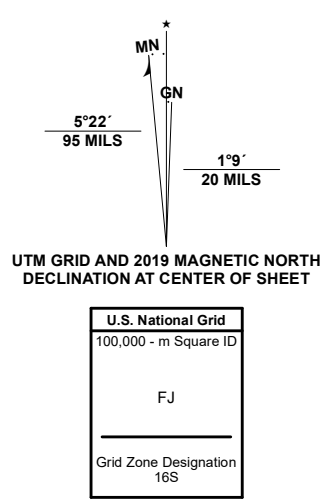 MN
GN
5°22´
95 MILS
1°9´
20 MILS
UTM GRID AND 2019 MAGNETIC NORTH
DECLINATION AT CENTER OF SHEET
U.S. National Grid
100,000 - m Square ID
FJ
Grid Zone Designation
16S